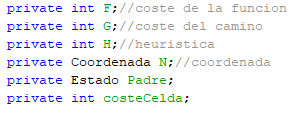 private int F;//coste de la funcion
private int G;//coste del camino
private int H;//heuristica
private Coordenada N;//coordenada
private Estado Padre;
private int costeCelda;